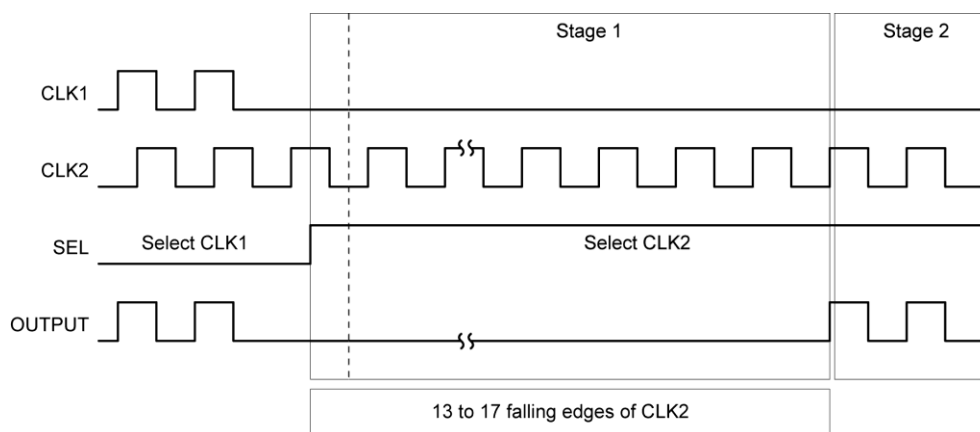 Stage 1
Stage 2
CLK1
CLK2
SEL
Select CLK1
Select CLK2
OUTPUT
13 to 17 falling edges of CLK2